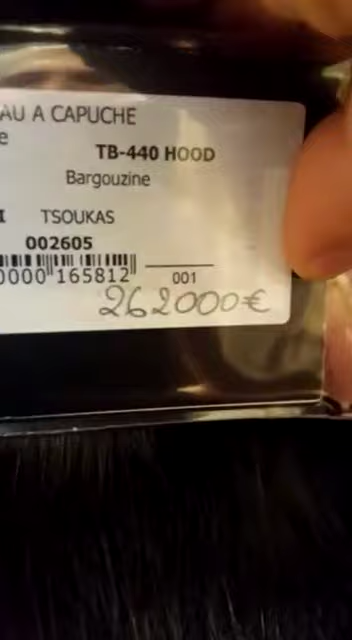 AU A CAPUCHE
e
TB-440 HOOD
Bargouzine
I TSOUKAS
002605
0000 165812 001
262000€